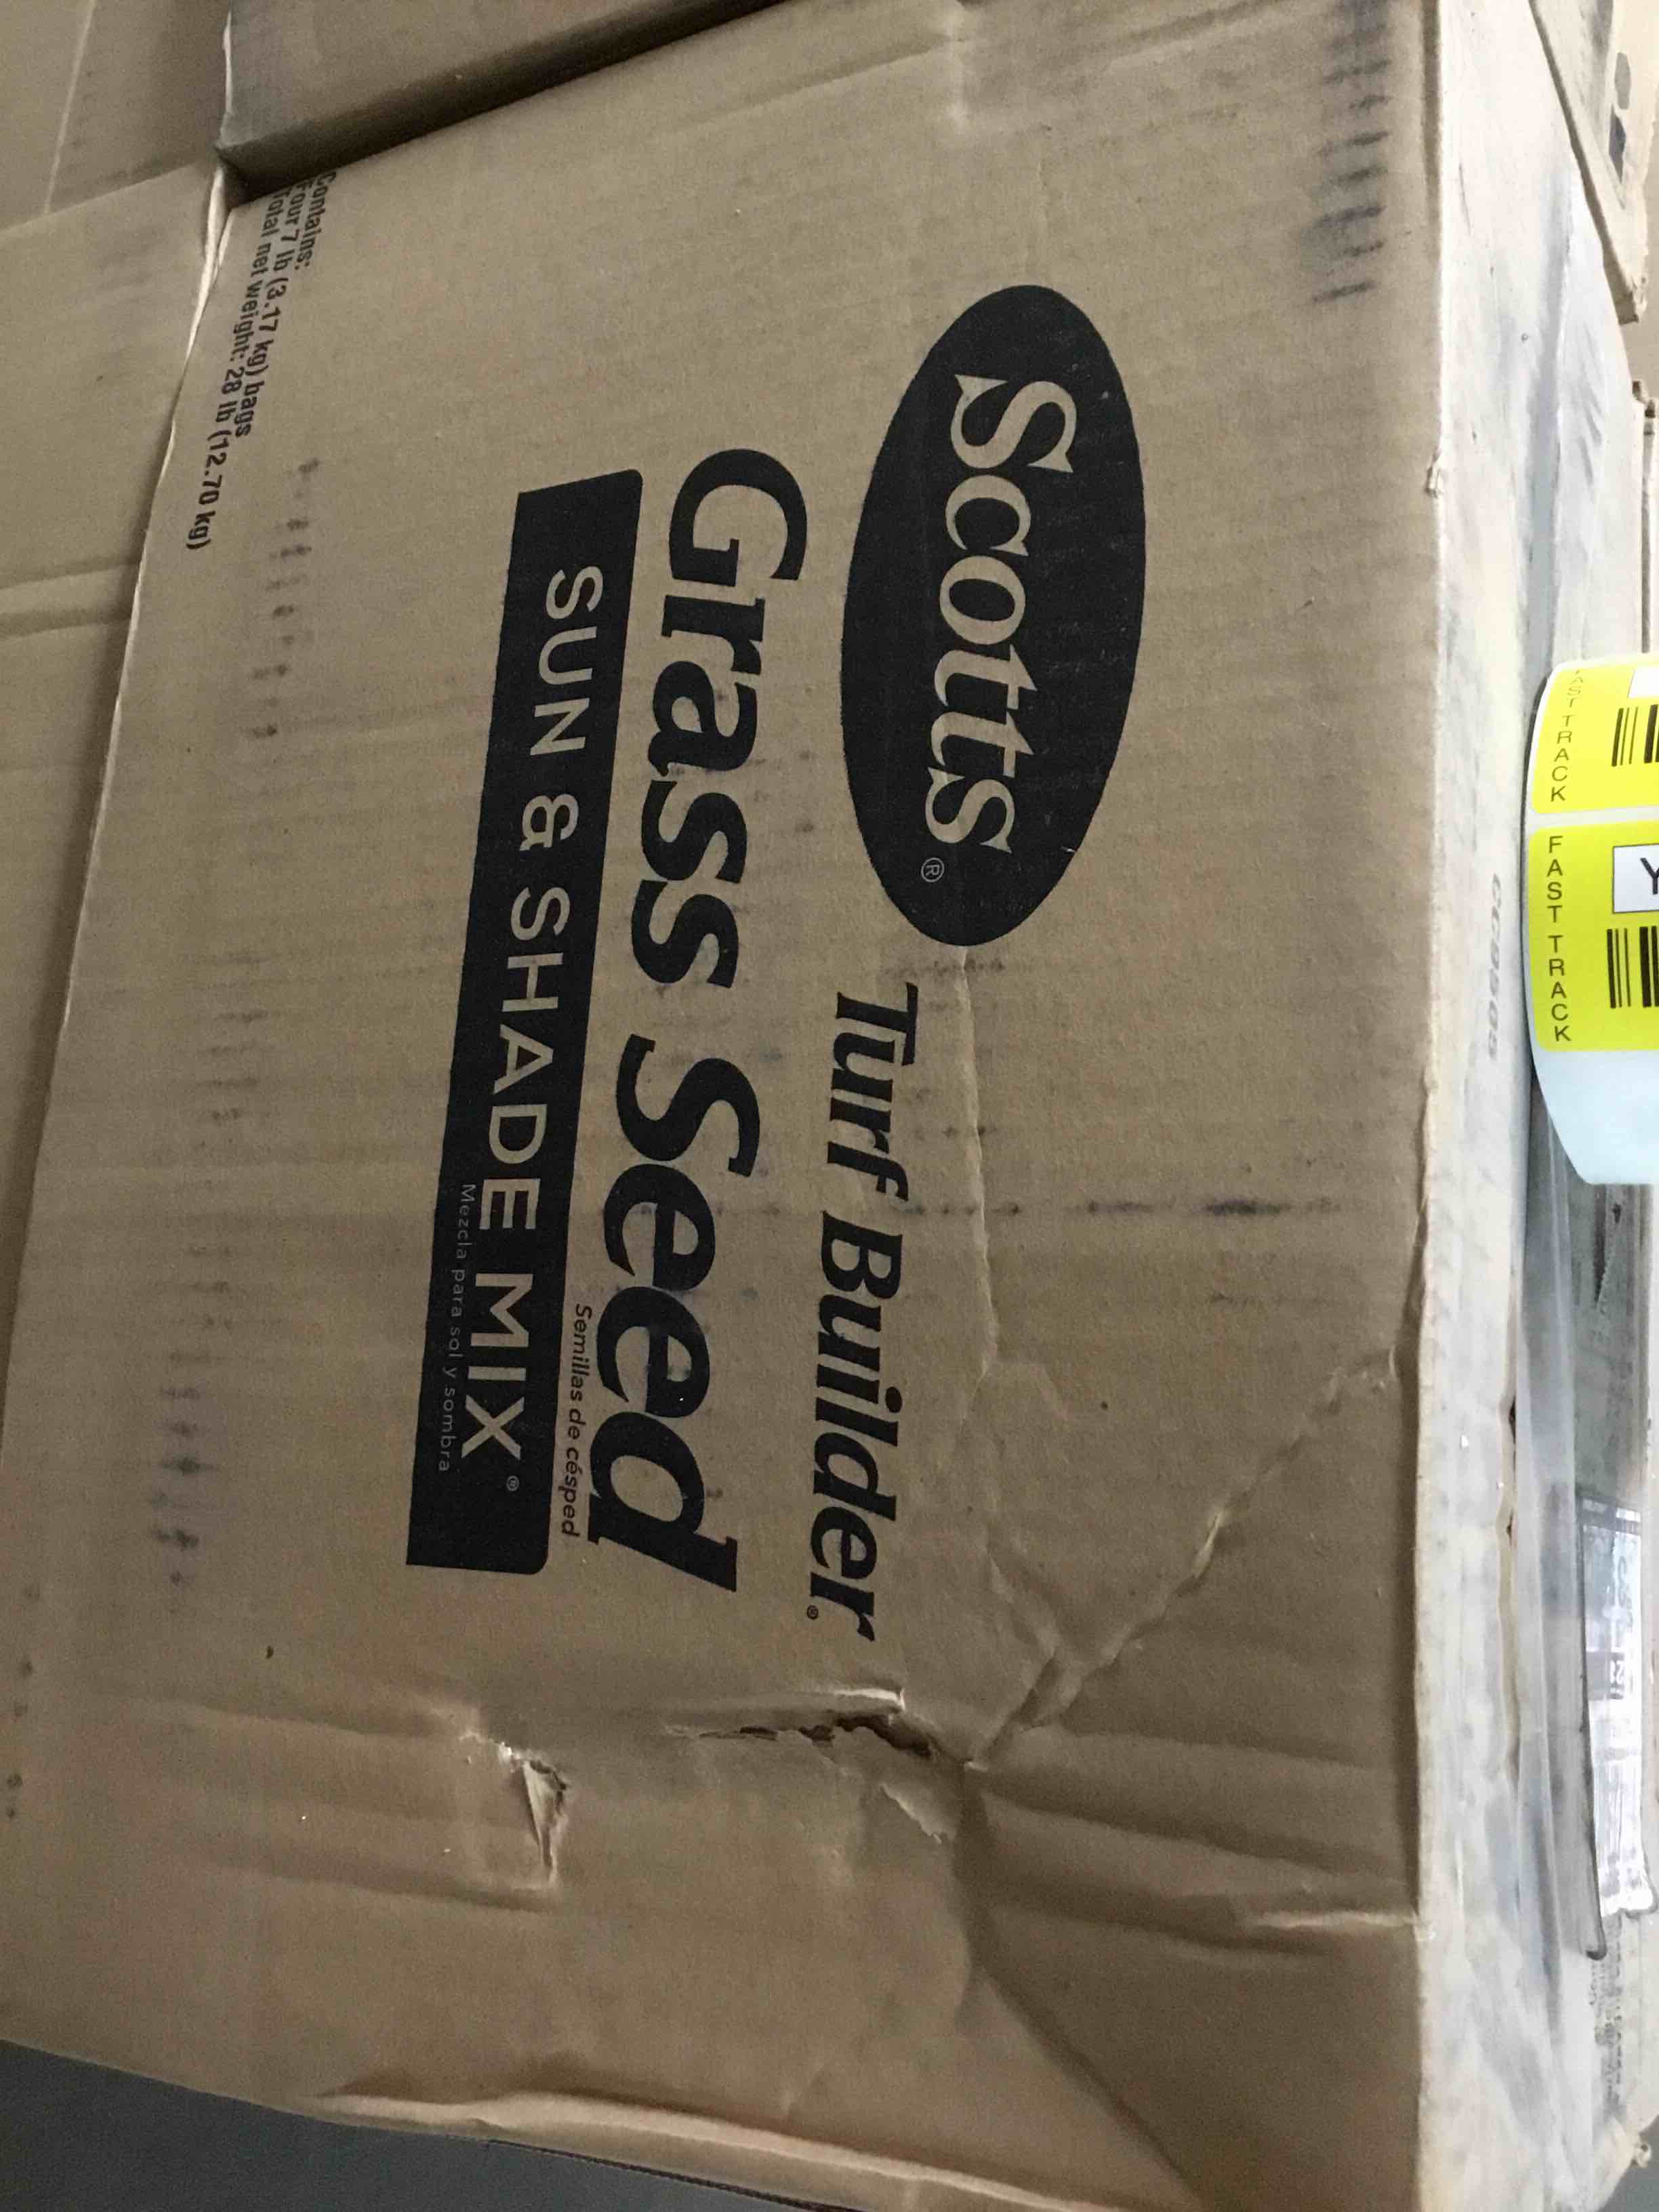 Scotts®
Turf Builder®
Grass Seed
Semillas de césped
SUN & SHADE MIX®
Mezcla para sol y sombra
Contains:
Four 7 lb (3.17 kg) bags
Total net weight: 28 lb (12.70 kg)
FAST TRACK
FAST TRACK
Y